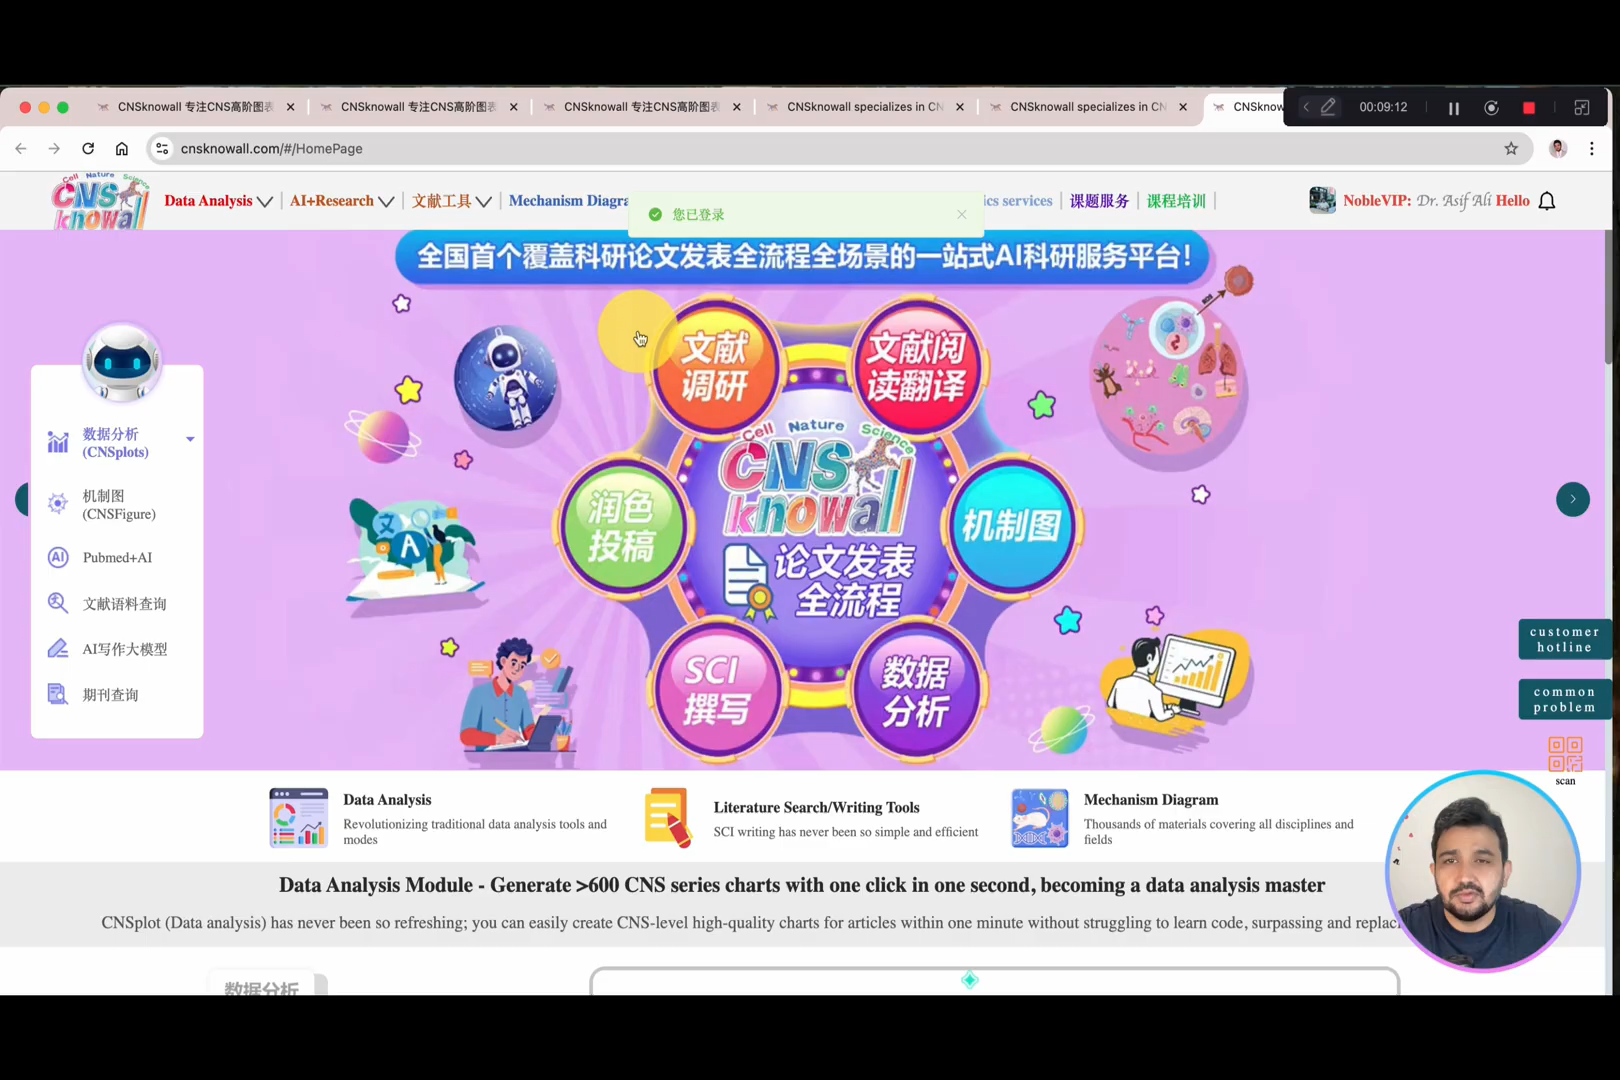 CNSknowall 专注CNS高阶图表
CNSknowall 专注CNS高阶图表
CNSknowall 专注CNS高阶图表
CNSknowall specializes in CN
CNSknowall specializes in CN
CNSknow
00:09:12
cnsknowall.com/#/HomePage
Cell Nature Science
CNS
knowall
Data Analysis
AI+Research
文献工具
Mechanism Diagra
您已登录
ics services
课题服务
课程培训
NobleVIP: Dr. Asif Ali Hello
全国首个覆盖科研论文发表全流程全场景的一站式AI科研服务平台!
文献
调研
文献阅
读翻译
润色
投稿
Cell Nature Science
CNS
knowall
论文发表
全流程
机制图
SCI
撰写
数据
分析
文
A
数据分析
(CNSplots)
机制图
(CNSFigure)
AI
Pubmed+AI
文献语料查询
AI写作大模型
期刊查询
customer
hotline
common
problem
scan
Data Analysis
Revolutionizing traditional data analysis tools and
modes
Literature Search/Writing Tools
SCI writing has never been so simple and efficient
Mechanism Diagram
Thousands of materials covering all disciplines and
fields
Data Analysis Module - Generate >600 CNS series charts with one click in one second, becoming a data analysis master
CNSplot (Data analysis) has never been so refreshing; you can easily create CNS-level high-quality charts for articles within one minute without struggling to learn code, surpassing and replac
数据分析